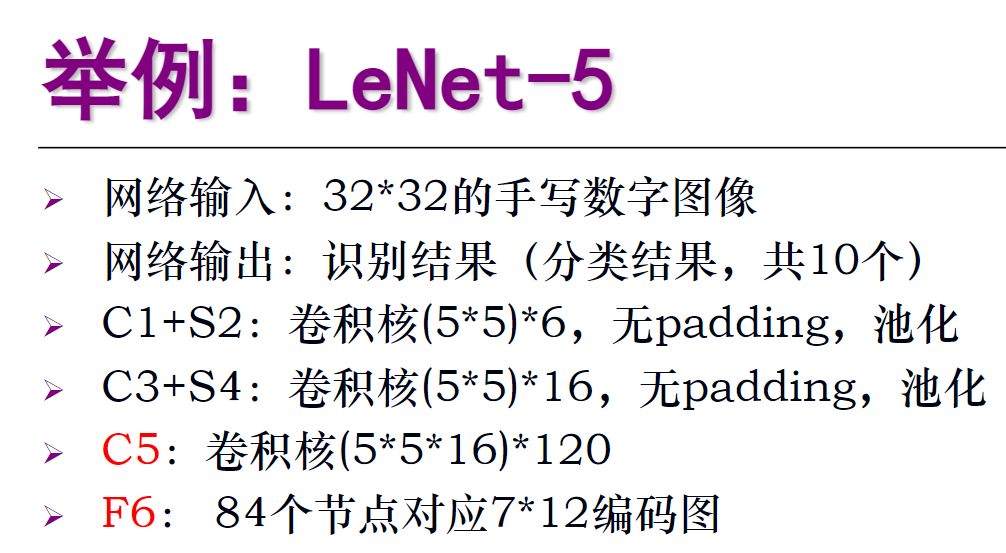 举例：LeNet-5
网络输入：32*32的手写数字图像
网络输出：识别结果（分类结果，共10个）
C1+S2：卷积核(5*5)*6，无padding，池化
C3+S4：卷积核(5*5)*16，无padding，池化
C5：卷积核(5*5*16)*120
F6： 84个节点对应7*12编码图